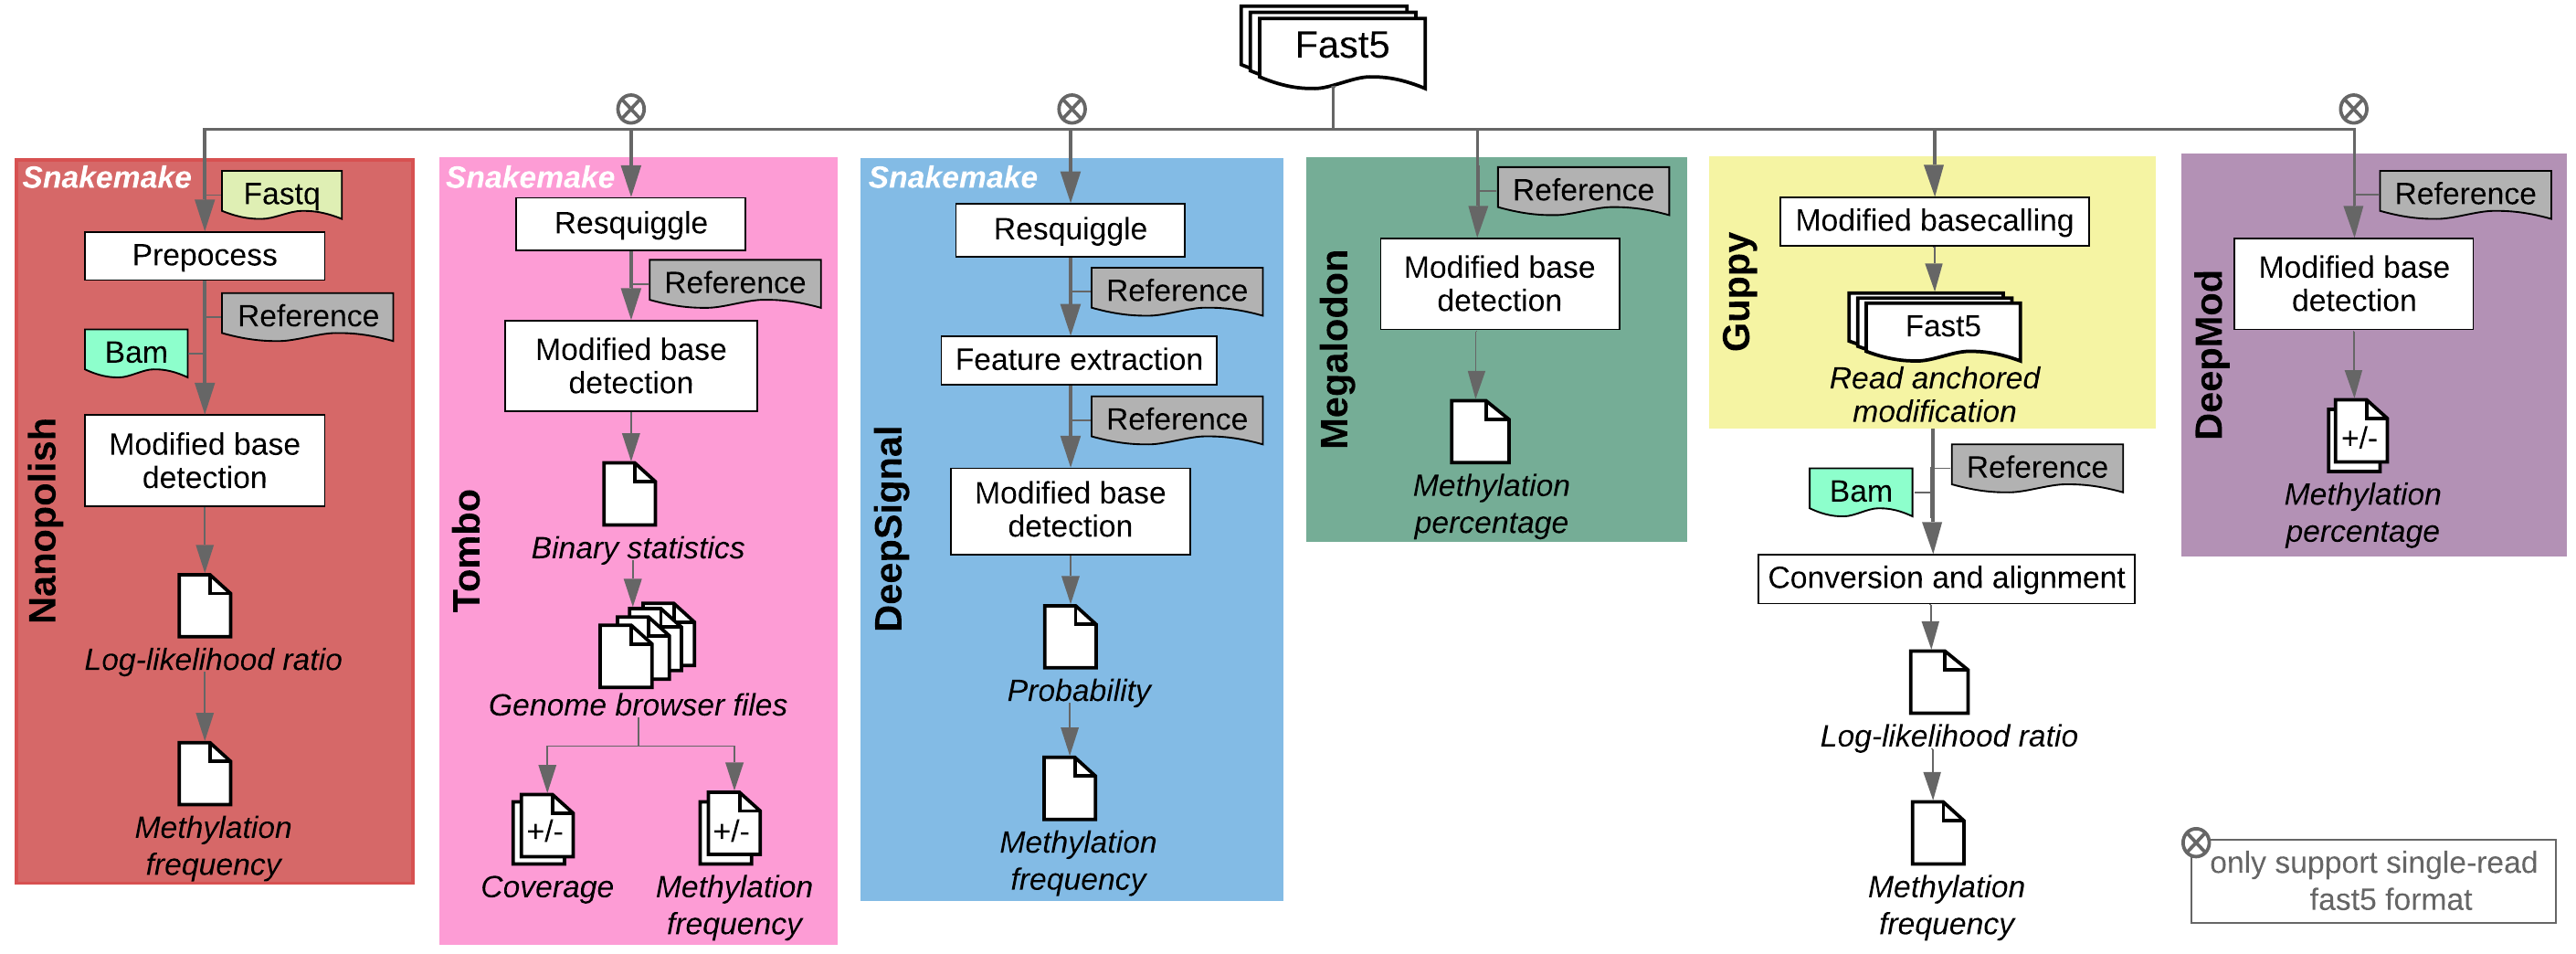 Fast5
Snakemake
Fastq
Prepocess
Reference
Bam
Modified base
detection
Log-likelihood ratio
Methylation
frequency
Nanopolish
Snakemake
Resquiggle
Reference
Modified base
detection
Binary statistics
Genome browser files
+/-
Coverage
+/-
Methylation
frequency
Tombo
Snakemake
Resquiggle
Reference
Feature extraction
Reference
Modified base
detection
Probability
Methylation
frequency
DeepSignal
Reference
Modified base
detection
Methylation
percentage
Megalodon
Modified basecalling
Fast5
Read anchored
modification
Guppy
Reference
Bam
Conversion and alignment
Log-likelihood ratio
Methylation
frequency
Reference
Modified base
detection
+/-
Methylation
percentage
DeepMod
only support single-read
fast5 format